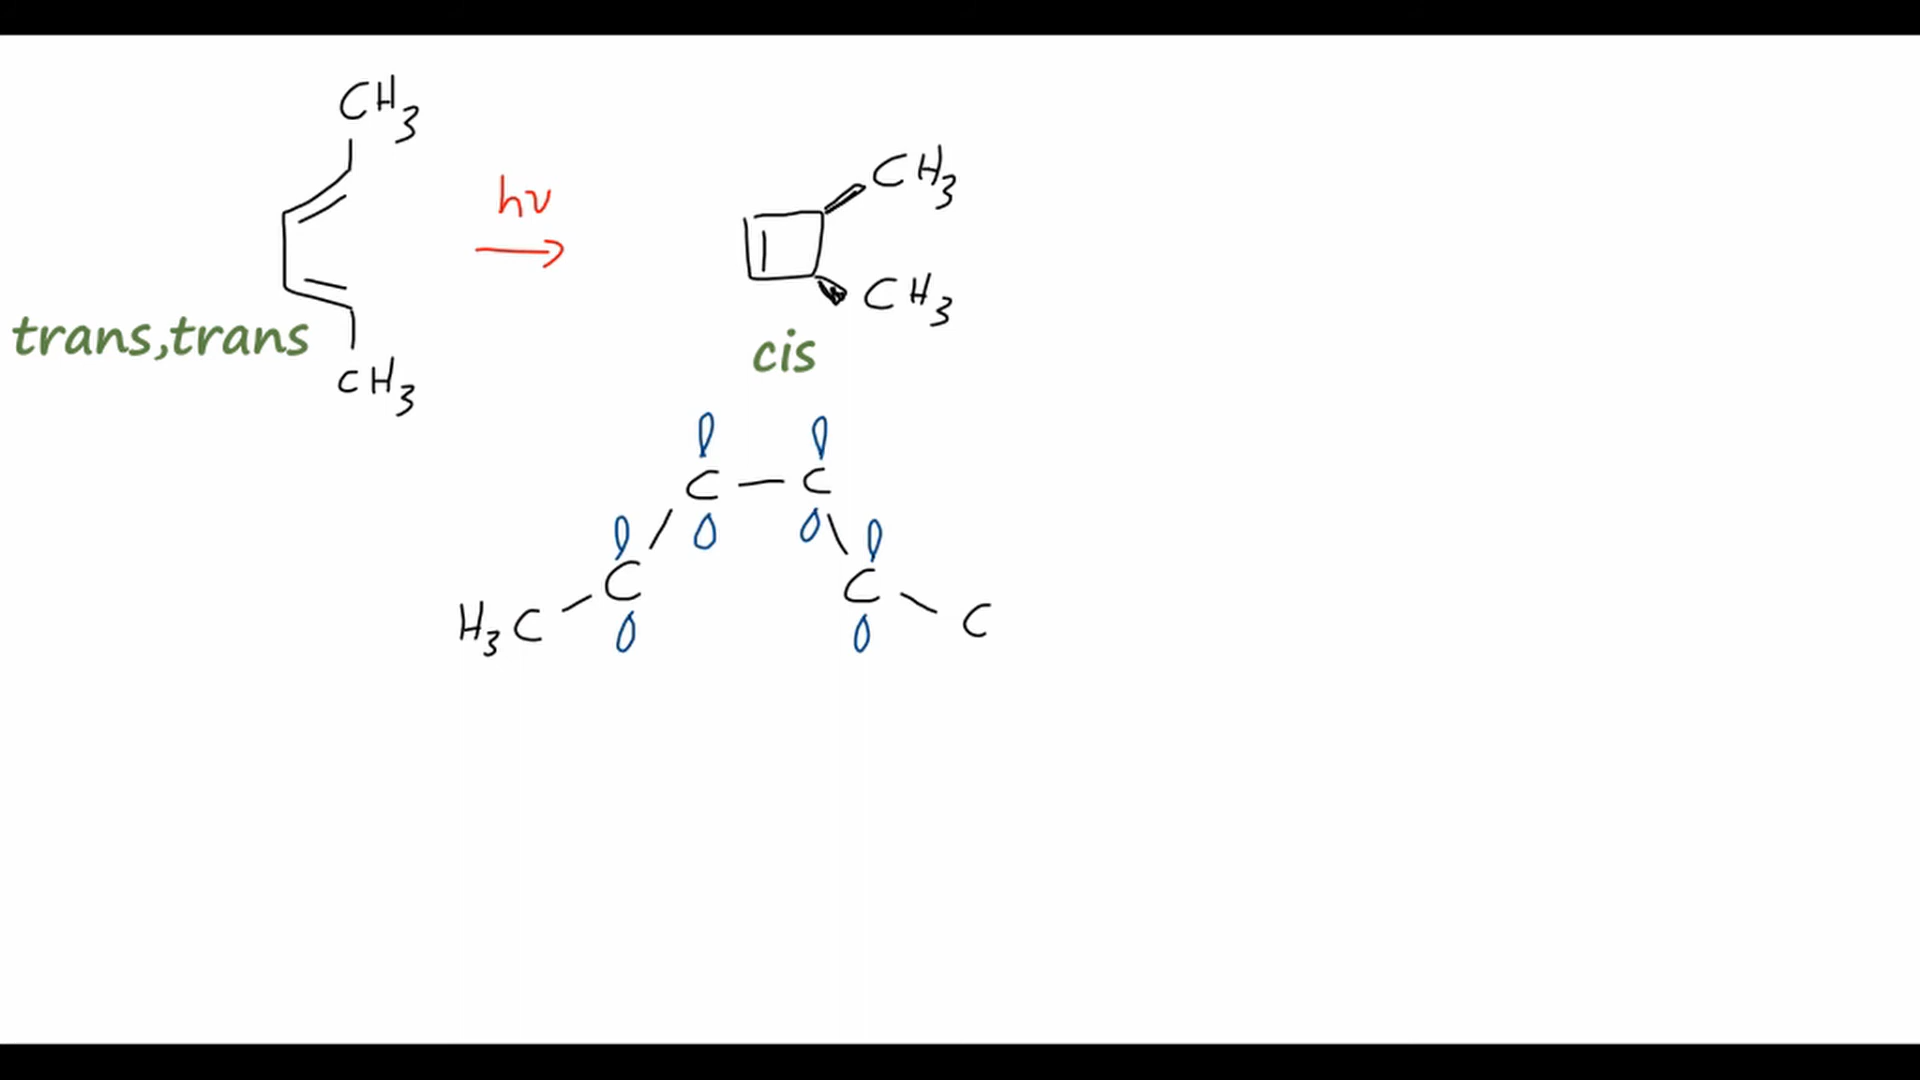 CH3
hν
CH3
CH3
trans,trans
cis
CH3
C — C
C C
H3C C